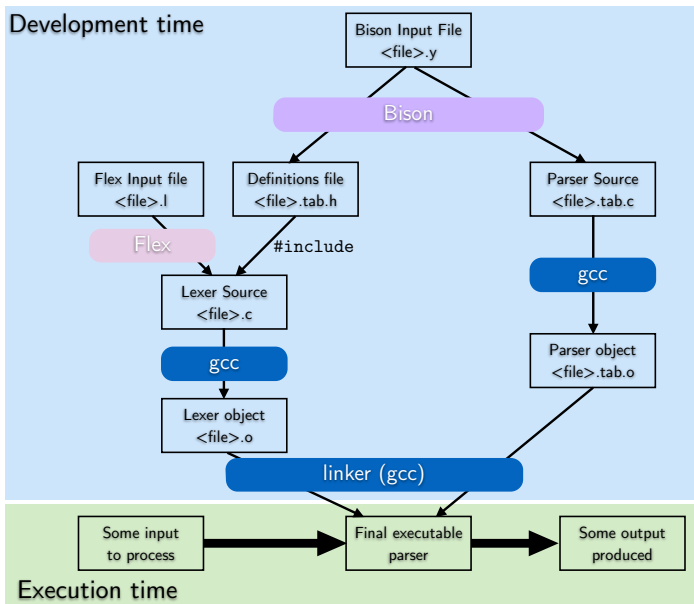 Development time
Bison Input File
<file>.y
Bison
Flex Input file
<file>.l
Definitions file
<file>.tab.h
Parser Source
<file>.tab.c
Flex
#include
gcc
Lexer Source
<file>.c
gcc
Parser object
<file>.tab.o
Lexer object
<file>.o
linker (gcc)
Some input
to process
Final executable
parser
Some output
produced
Execution time